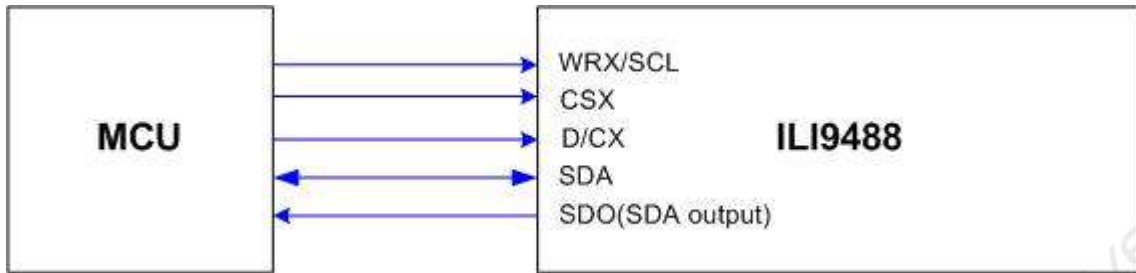 MCU
WRX/SCL
CSX
D/CX
SDA
SDO(SDA output)
ILI9488